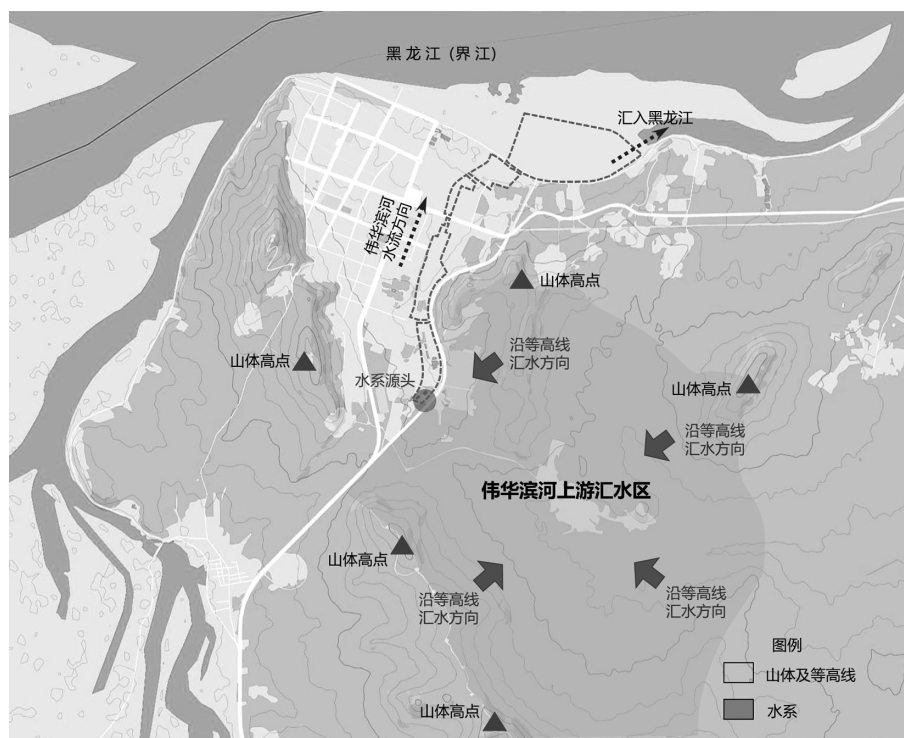 黑龙江(界江)
汇入黑龙江
伟华滨河
水流方向
山体高点
沿等高线
汇水方向
山体高点
水系源头
山体高点
沿等高线
汇水方向
伟华滨河上游汇水区
山体高点
沿等高线
汇水方向
沿等高线
汇水方向
图例
山体及等高线
山体高点
水系